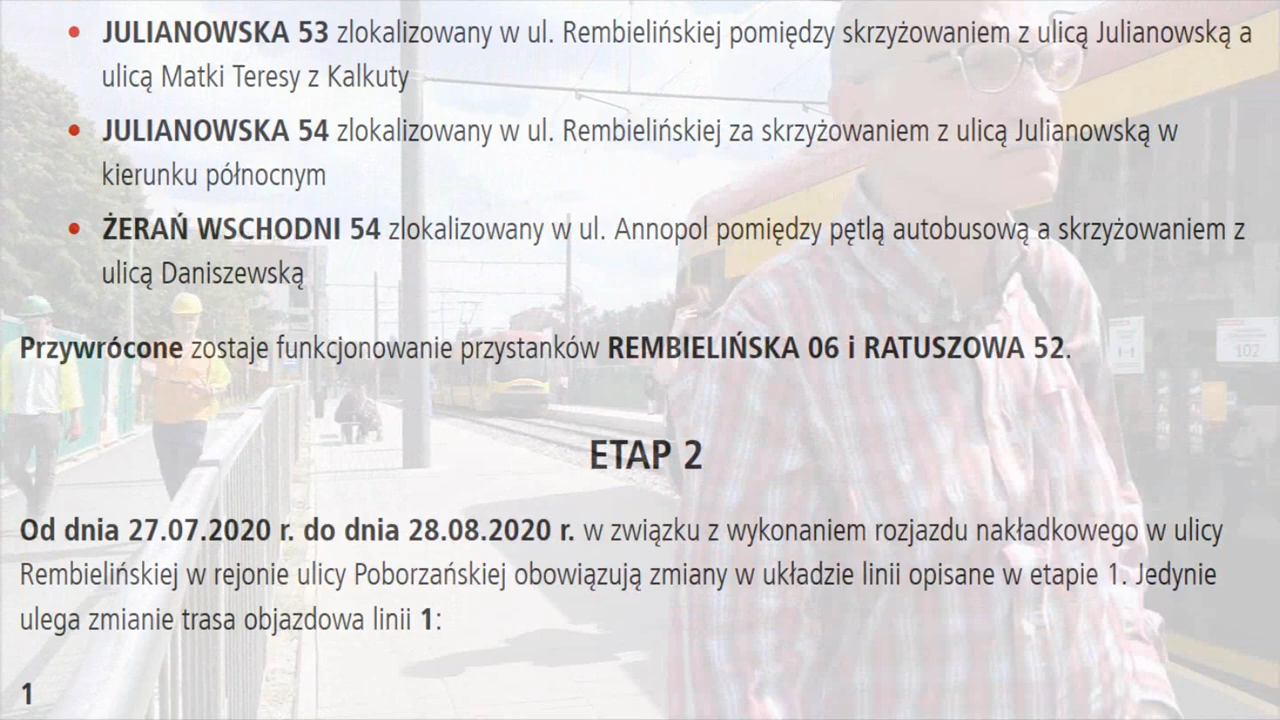 JULIANOWSKA 53 zlokalizowany w ul. Rembielińskiej pomiędzy skrzyżowaniem z ulicą Julianowską a
ulicą Matki Teresy z Kalkuty
JULIANOWSKA 54 zlokalizowany w ul. Rembielińskiej za skrzyżowaniem z ulicą Julianowską w
kierunku północnym
ŻERAŃ WSCHODNI 54 zlokalizowany w ul. Annopol pomiędzy pętlą autobusową a skrzyżowaniem z
ulicą Daniszewską
Przywrócone zostaje funkcjonowanie przystanków REMBIELIŃSKA 06 i RATUSZOWA 52.
102
ETAP 2
Od dnia 27.07.2020 r. do dnia 28.08.2020 r. w związku z wykonaniem rozjazdu nakładkowego w ulicy
Rembielińskiej w rejonie ulicy Poborzańskiej obowiązują zmiany w układzie linii opisane w etapie 1. Jedynie
ulega zmianie trasa objazdowa linii 1:
1